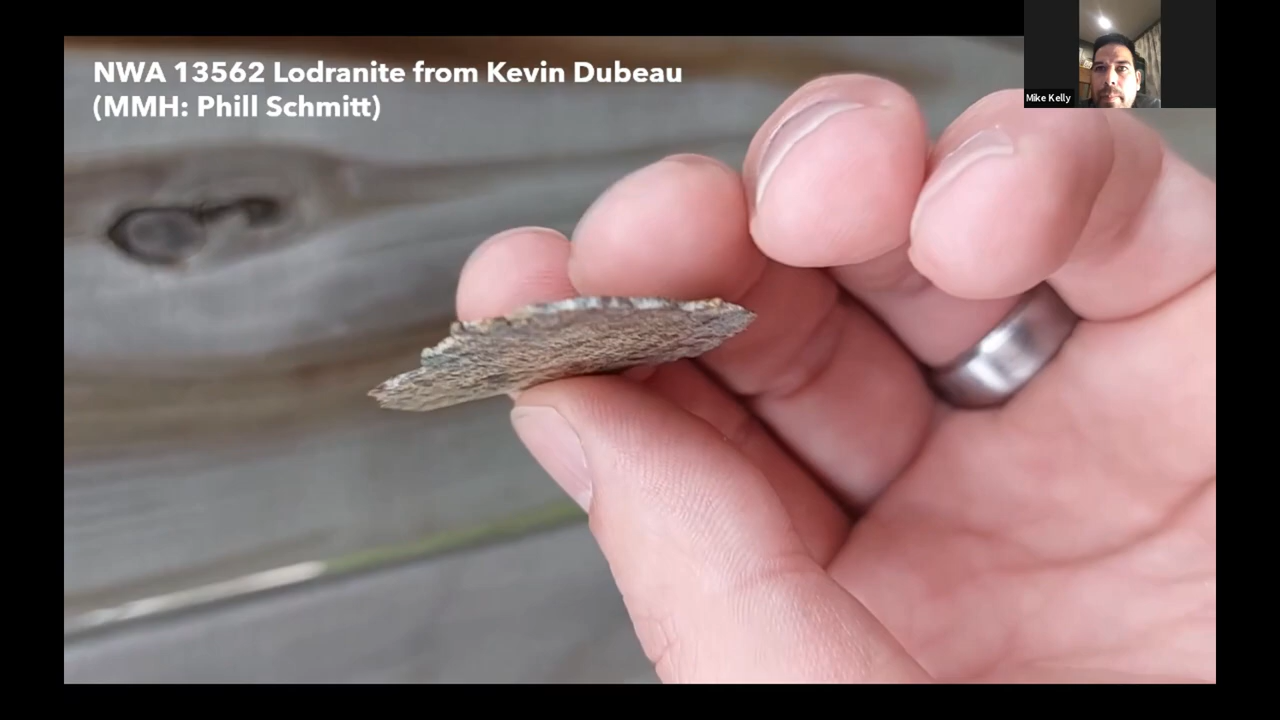 NWA 13562 Lodranite from Kevin Dubeau
(MMH: Phill Schmitt)
Mike Kelly